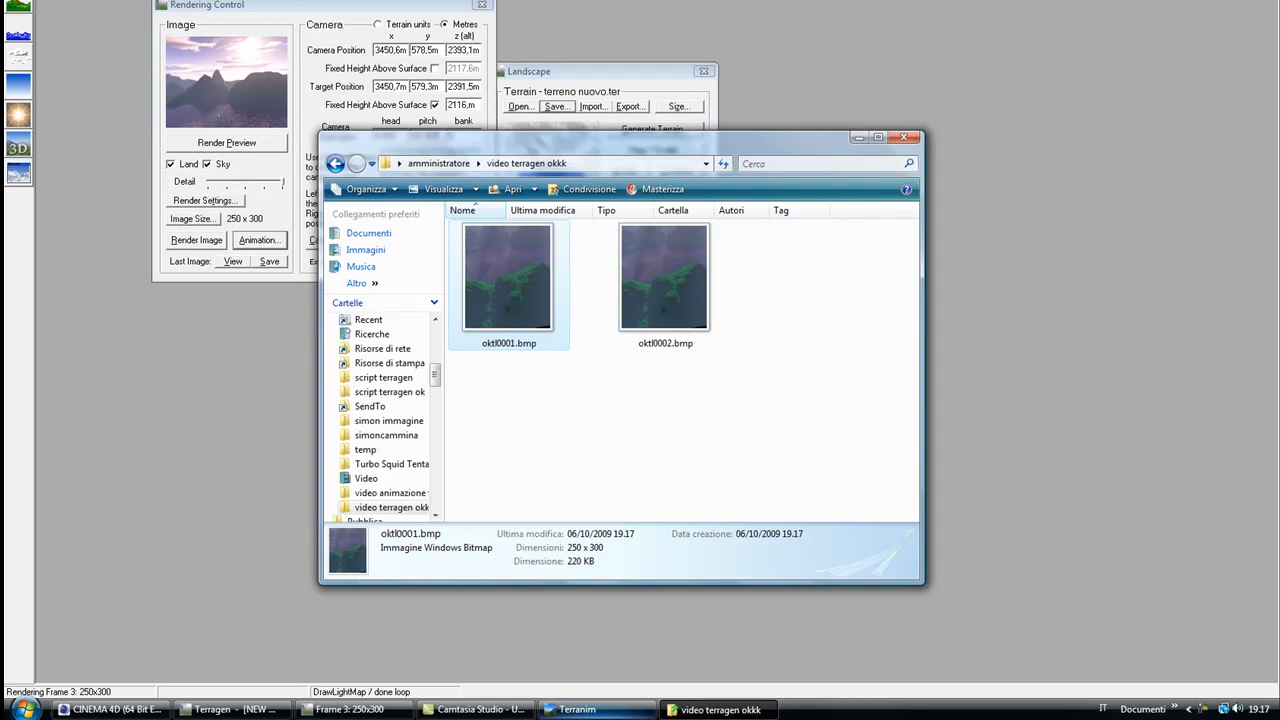 Rendering Control
Image
Camera
Terrain units
Metres
x
y
z (alt)
Camera Position
3450,6m
578,5m
2393,1m
Fixed Height Above Surface
2117,6m
Target Position
3450,7m
579,3m
2391,5m
Fixed Height Above Surface
2116,m
head
pitch
bank
Camera
Render Preview
Land
Sky
Detail
Render Settings...
Image Size...
250 x 300
Render Image
Animation...
Last Image:
View
Save
Landscape
Terrain - terreno nuovo.ter
Open...
Save...
Import...
Export...
Size...
Generate Terrain
amministratore
video terragen okkk
Cerca
Organizza
Visualizza
Apri
Condivisione
Masterizza
Collegamenti preferiti
Documenti
Immagini
Musica
Altro »
Cartelle
Recent
Ricerche
Risorse di rete
Risorse di stampa
script terragen
script terragen ok
SendTo
simon immagine
simoncammina
temp
Turbo Squid Tenta
Video
video animazione
video terragen okk
Pubblica
Nome
Ultima modifica
Tipo
Cartella
Autori
Tag
oktl0001.bmp
oktl0002.bmp
oktl0001.bmp
Immagine Windows Bitmap
Ultima modifica: 06/10/2009 19.17
Dimensioni: 250 x 300
Dimensione: 220 KB
Data creazione: 06/10/2009 19.17
Rendering Frame 3: 250x300
DrawLightMap / done loop
CINEMA 4D (64 Bit E...
Terragen - [NEW ...
Frame 3: 250x300
Camtasia Studio - U...
Terranim
video terragen okkk
IT
Documenti »
19.17